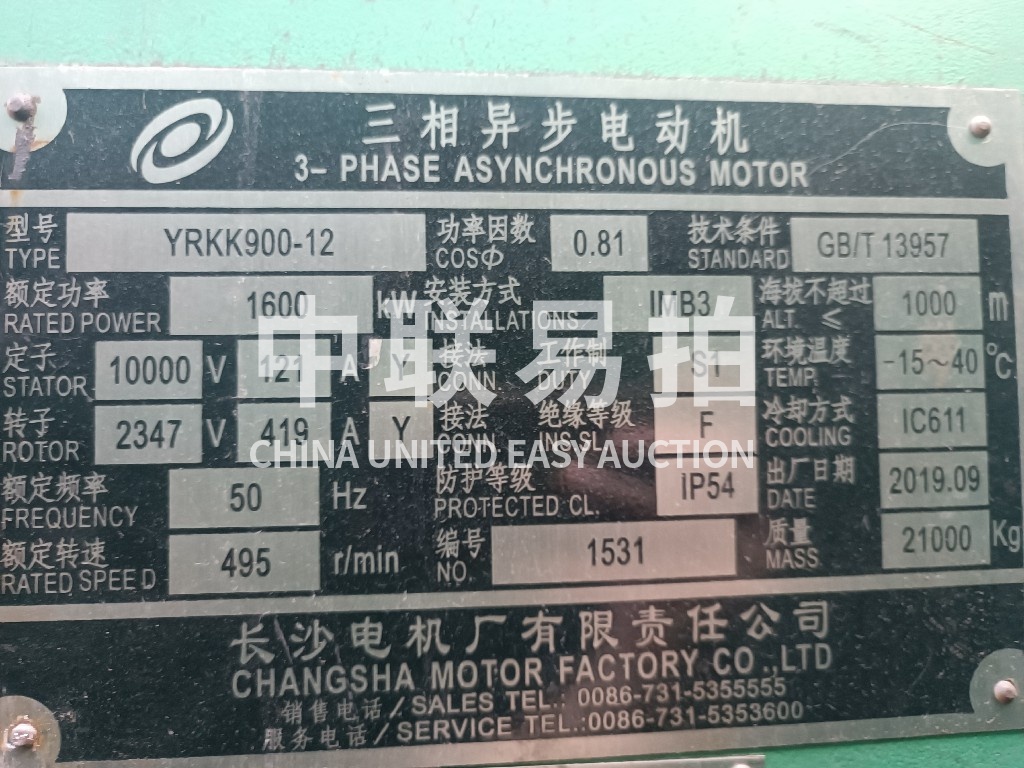 三相异步电动机
3- PHASE ASYNCHRONOUS MOTOR
型号 TYPE YRKK900-12 功率因数 COSΦ 0.81 技术条件 STANDARD GB/T 13957
额定功率 RATED POWER 1600 kW 安装方式 INSTALLATIONS IMB3 海拔不超过 ALT. ≤ 1000 m
定子 STATOR 10000 V 121 A Y 接法 CONN. 工作制 DUTY S1 环境温度 TEMP. -15~40 ℃
转子 ROTOR 2347 V 419 A Y 接法 CONN 绝缘等级 INS.SL. F 冷却方式 COOLING IC611
额定频率 FREQUENCY 50 Hz 防护等级 PROTECTED CL. IP54 出厂日期 DATE 2019.09
额定转速 RATED SPEED 495 r/min 编号 NO. 1531 质量 MASS 21000 Kg
中联易拍
CHINA UNITED EASY AUCTION
长沙电机厂有限责任公司
CHANGSHA MOTOR FACTORY CO.,LTD
销售电话/SALES TEL.: 0086-731-5355555
服务电话/SERVICE TEL.:0086-731-5353600